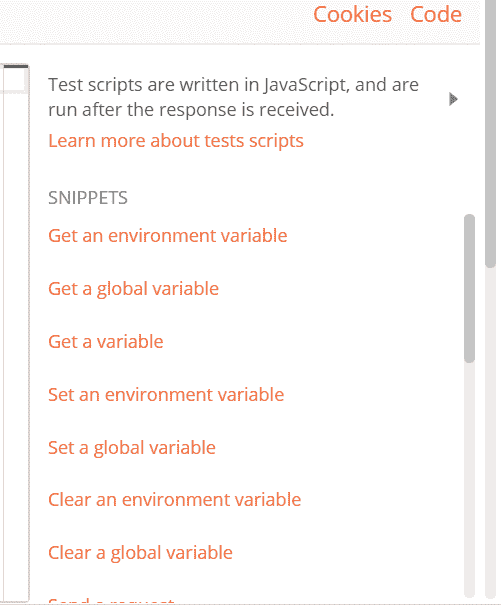 Cookies Code
Test scripts are written in JavaScript, and are
run after the response is received.
Learn more about tests scripts
SNIPPETS
Get an environment variable
Get a global variable
Get a variable
Set an environment variable
Set a global variable
Clear an environment variable
Clear a global variable
Send a request